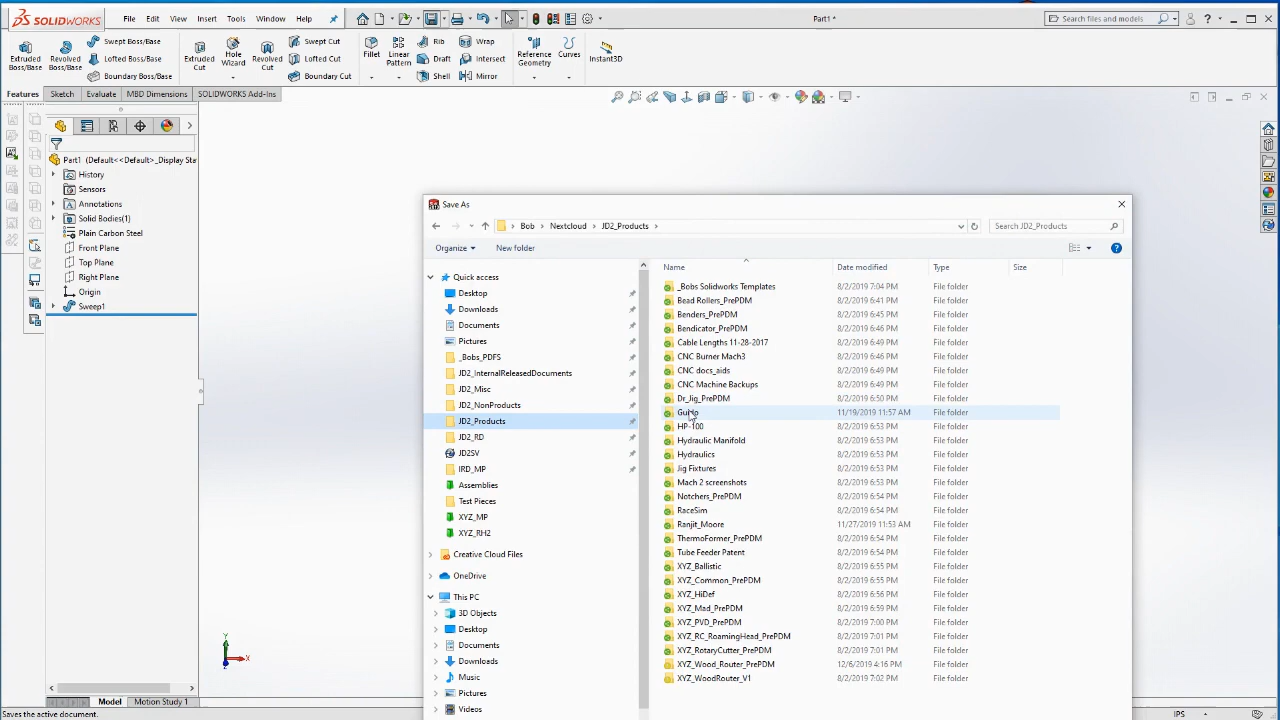 SOLIDWORKS File Edit View Insert Tools Window Help Part1 * Search files and models
Extruded Boss/Base Revolved Boss/Base Swept Boss/Base Lofted Boss/Base Boundary Boss/Base Extruded Cut Hole Wizard Revolved Cut Swept Cut Lofted Cut Boundary Cut Fillet Linear Pattern Rib Draft Shell Wrap Intersect Mirror Reference Geometry Curves Instant3D
Features Sketch Evaluate MBD Dimensions SOLIDWORKS Add-Ins
Part1 (Default<<Default>_Display Sta
History
Sensors
Annotations
Solid Bodies(1)
Plain Carbon Steel
Front Plane
Top Plane
Right Plane
Origin
Sweep1
Save As
Bob > Nextcloud > JD2_Products > Search JD2_Products
Organize New folder
Quick access
Desktop
Downloads
Documents
Pictures
_Bobs_PDFS
JD2_InternalReleasedDocuments
JD2_Misc
JD2_NonProducts
JD2_Products
JD2_RD
JD2SV
IRD_MP
Assemblies
Test Pieces
XYZ_MP
XYZ_RH2
Creative Cloud Files
OneDrive
This PC
3D Objects
Desktop
Documents
Downloads
Music
Pictures
Videos
Name Date modified Type Size
_Bobs Solidworks Templates 8/2/2019 7:04 PM File folder
Bead Rollers_PrePDM 8/2/2019 6:41 PM File folder
Benders_PrePDM 8/2/2019 6:45 PM File folder
Bendicator_PrePDM 8/2/2019 6:46 PM File folder
Cable Lengths 11-28-2017 8/2/2019 6:46 PM File folder
CNC Burner Mach3 8/2/2019 6:46 PM File folder
CNC docs_aids 8/2/2019 6:49 PM File folder
CNC Machine Backups 8/2/2019 6:49 PM File folder
Dr_Jig_PrePDM 8/2/2019 6:50 PM File folder
11/19/2019 11:57 AM File folder
HP-100 8/2/2019 6:53 PM File folder
Hydraulic Manifold 8/2/2019 6:53 PM File folder
Hydraulics 8/2/2019 6:53 PM File folder
Jig Fixtures 8/2/2019 6:53 PM File folder
Mach 2 screenshots 8/2/2019 6:53 PM File folder
Notchers_PrePDM 8/2/2019 6:54 PM File folder
RaceSim 8/2/2019 6:54 PM File folder
Ranjit_Moore 11/27/2019 11:53 AM File folder
ThermoFormer_PrePDM 8/2/2019 6:54 PM File folder
Tube Feeder Patent 8/2/2019 6:54 PM File folder
XYZ_Ballistic 8/2/2019 6:55 PM File folder
XYZ_Common_PrePDM 8/2/2019 6:55 PM File folder
XYZ_HiDef 8/2/2019 6:56 PM File folder
XYZ_Mad_PrePDM 8/2/2019 6:59 PM File folder
XYZ_PVD_PrePDM 8/2/2019 7:00 PM File folder
XYZ_RC_RoamingHead_PrePDM 8/2/2019 7:01 PM File folder
XYZ_RotaryCutter_PrePDM 8/2/2019 7:01 PM File folder
XYZ_Wood_Router_PrePDM 12/6/2019 4:16 PM File folder
XYZ_WoodRouter_V1 8/2/2019 7:02 PM File folder
Y
X
Model Motion Study 1
Saves the active document. IPS